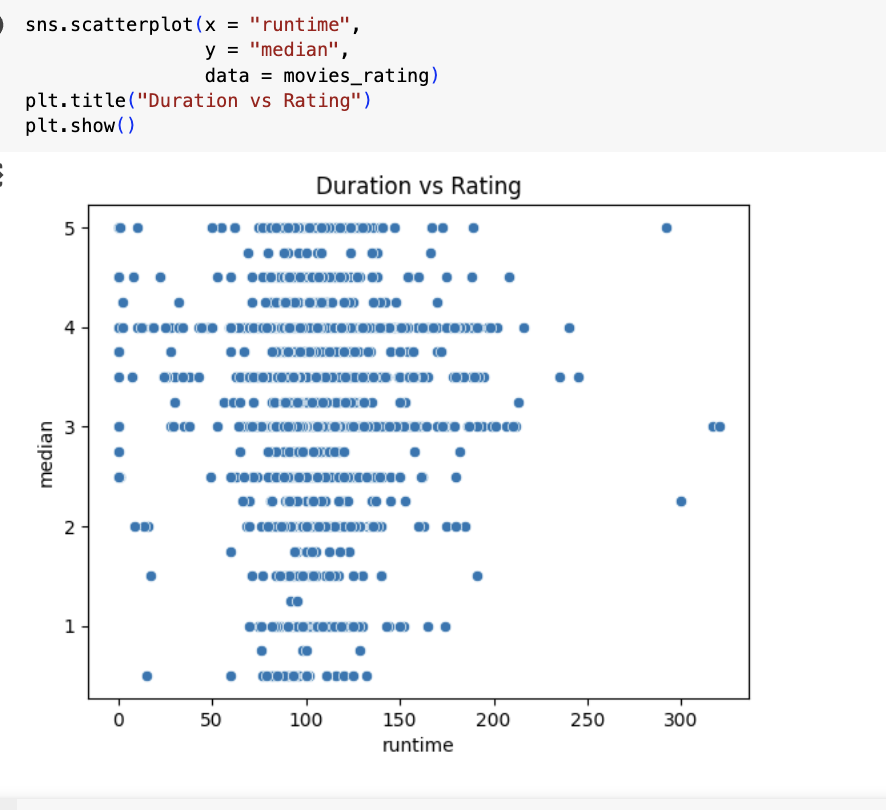 sns.scatterplot(x = "runtime",
y = "median",
data = movies_rating)
plt.title("Duration vs Rating")
plt.show()
Duration vs Rating
5
4
3
2
1
median
0 50 100 150 200 250 300
runtime